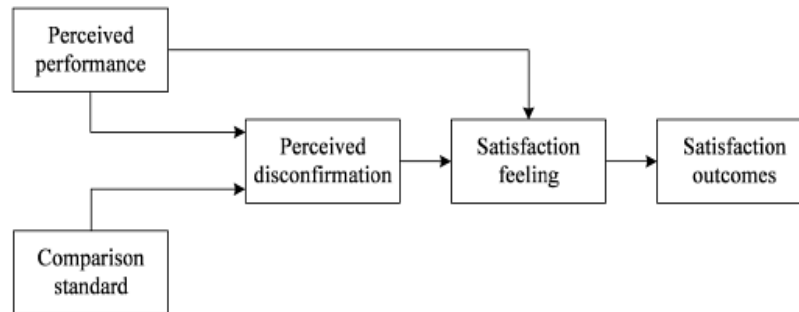 Perceived
performance
Perceived
disconfirmation
Satisfaction
feeling
Satisfaction
outcomes
Comparison
standard